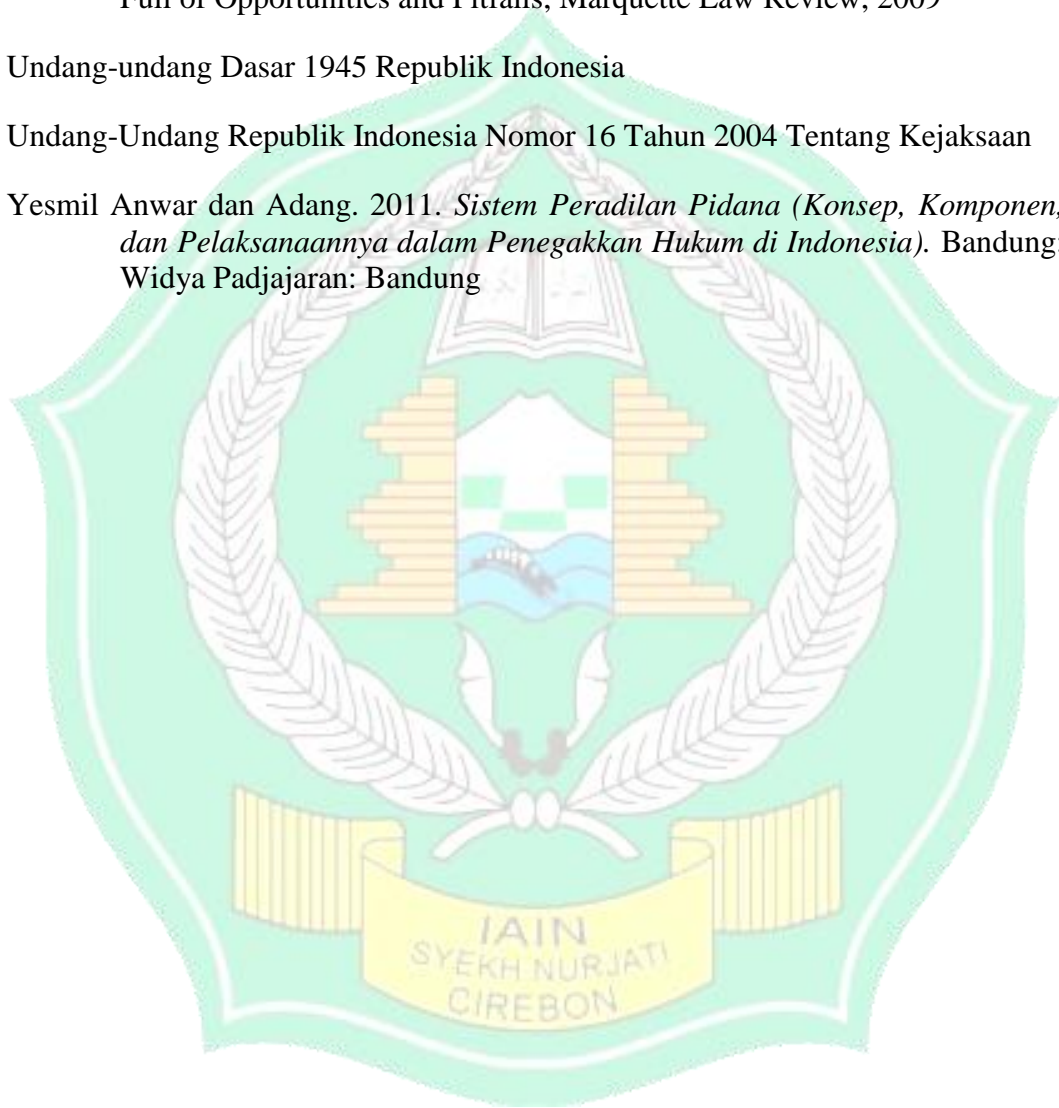 Full of Opportunities and Pitfalls, Marquette Law Review, 2009
Undang-undang Dasar 1945 Republik Indonesia
Undang-Undang Republik Indonesia Nomor 16 Tahun 2004 Tentang Kejaksaan
Yesmil Anwar dan Adang. 2011. Sistem Peradilan Pidana (Konsep, Komponen,
dan Pelaksanaannya dalam Penegakkan Hukum di Indonesia). Bandung:
Widya Padjajaran: Bandung
IAIN
SYEKH NURJATI
CIREBON